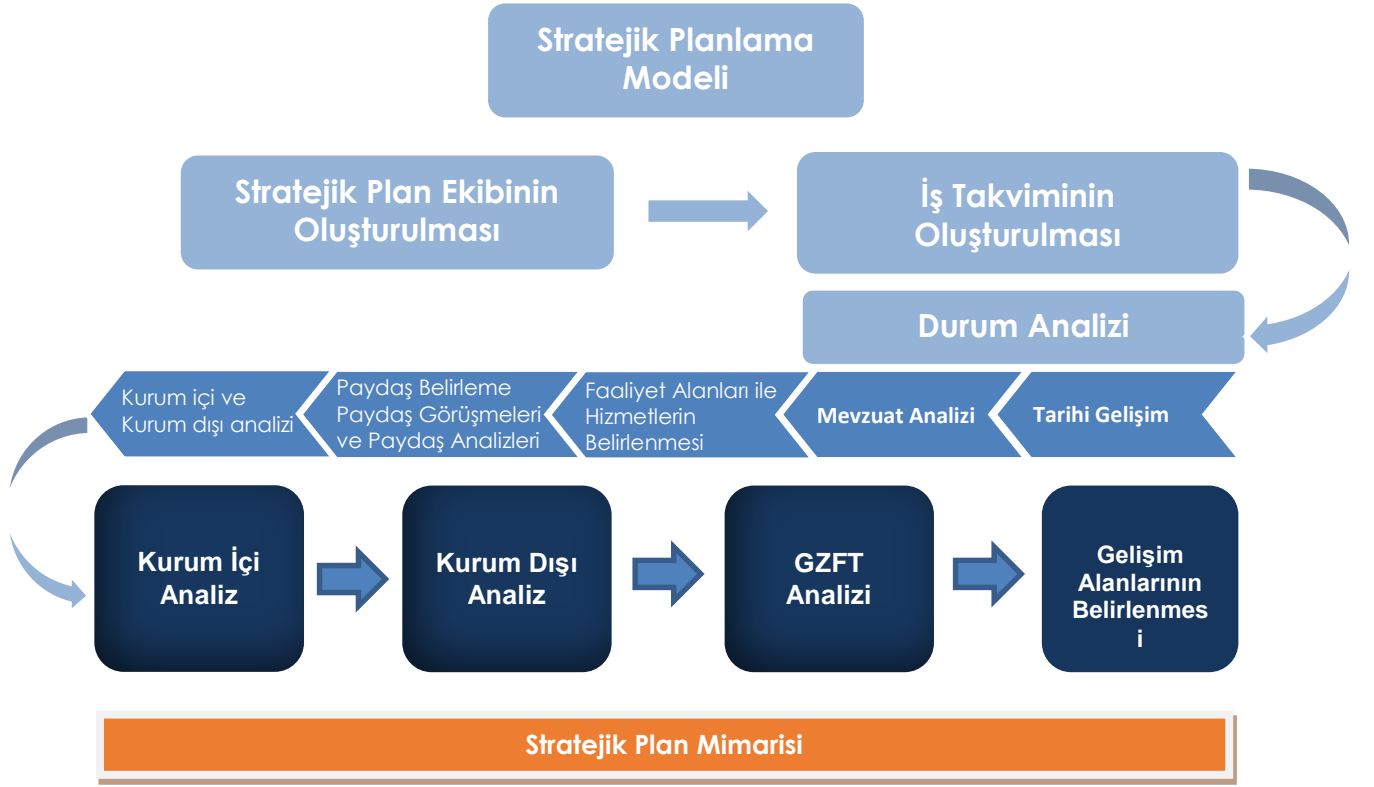 Stratejik Planlama
Modeli
Stratejik Plan Ekibinin
Oluşturulması
İş Takviminin
Oluşturulması
Durum Analizi
Kurum içi ve
Kurum dışı analizi
Paydaş Belirleme
Paydaş Görüşmeleri
ve Paydaş Analizleri
Faaliyet Alanları ile
Hizmetlerin
Belirlenmesi
Mevzuat Analizi
Tarihi Gelişim
Kurum İçi
Analiz
Kurum Dışı
Analiz
GZFT
Analizi
Gelişim
Alanlarının
Belirlenmes
i
Stratejik Plan Mimarisi